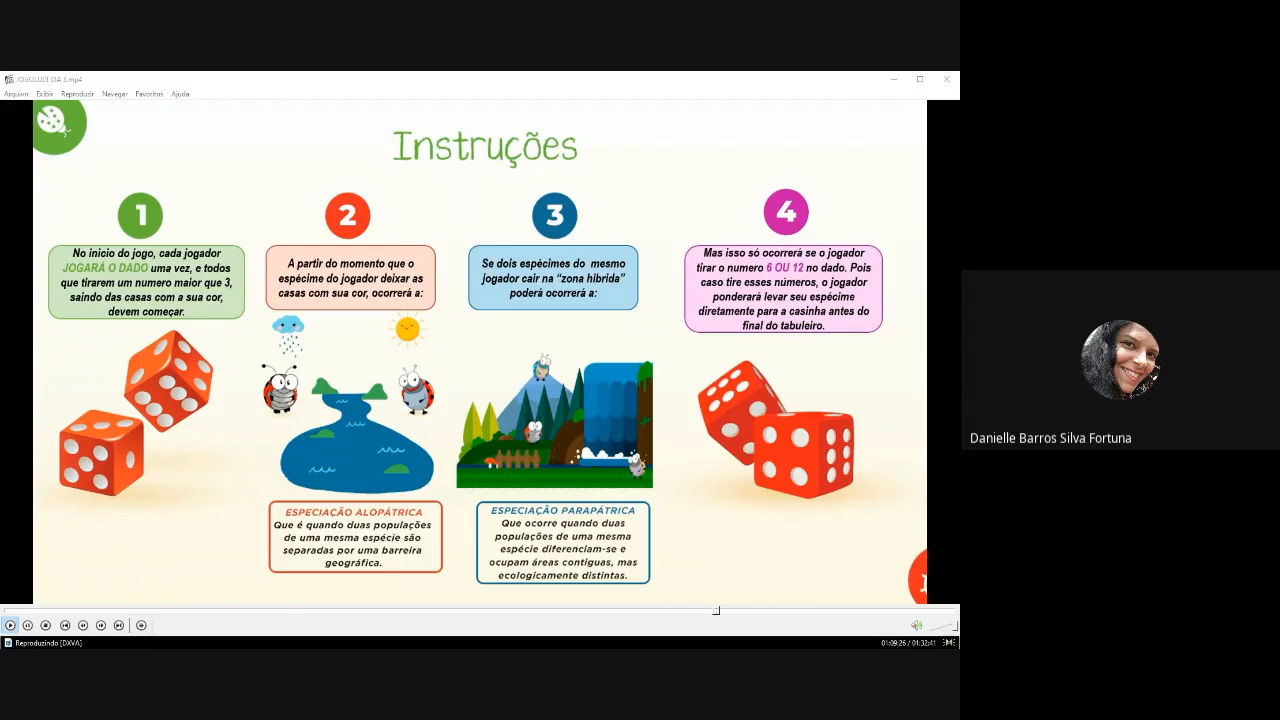 JOGOLUDI DIA 3.mp4
Arquivo Exibir Reproduzir Navegar Favoritos Ajuda
Instruções
1
No inicio do jogo, cada jogador
JOGARÁ O DADO uma vez, e todos
que tirarem um numero maior que 3,
saindo das casas com a sua cor,
devem começar.
2
A partir do momento que o
espécime do jogador deixar as
casas com sua cor, ocorrerá a:
ESPECIAÇÃO ALOPÁTRICA
Que é quando duas populações
de uma mesma espécie são
separadas por uma barreira
geográfica.
3
Se dois espécimes do mesmo
jogador cair na “zona hibrida”
poderá ocorrerá a:
ESPECIAÇÃO PARAPÁTRICA
Que ocorre quando duas
populações de uma mesma
espécie diferenciam-se e
ocupam áreas contiguas, mas
ecologicamente distintas.
4
Mas isso só ocorrerá se o jogador
tirar o numero 6 OU 12 no dado. Pois
caso tire esses números, o jogador
ponderará levar seu espécime
diretamente para a casinha antes do
final do tabuleiro.
Danielle Barros Silva Fortuna
Reproduzindo [DXVA]
01:09:26 / 01:32:41